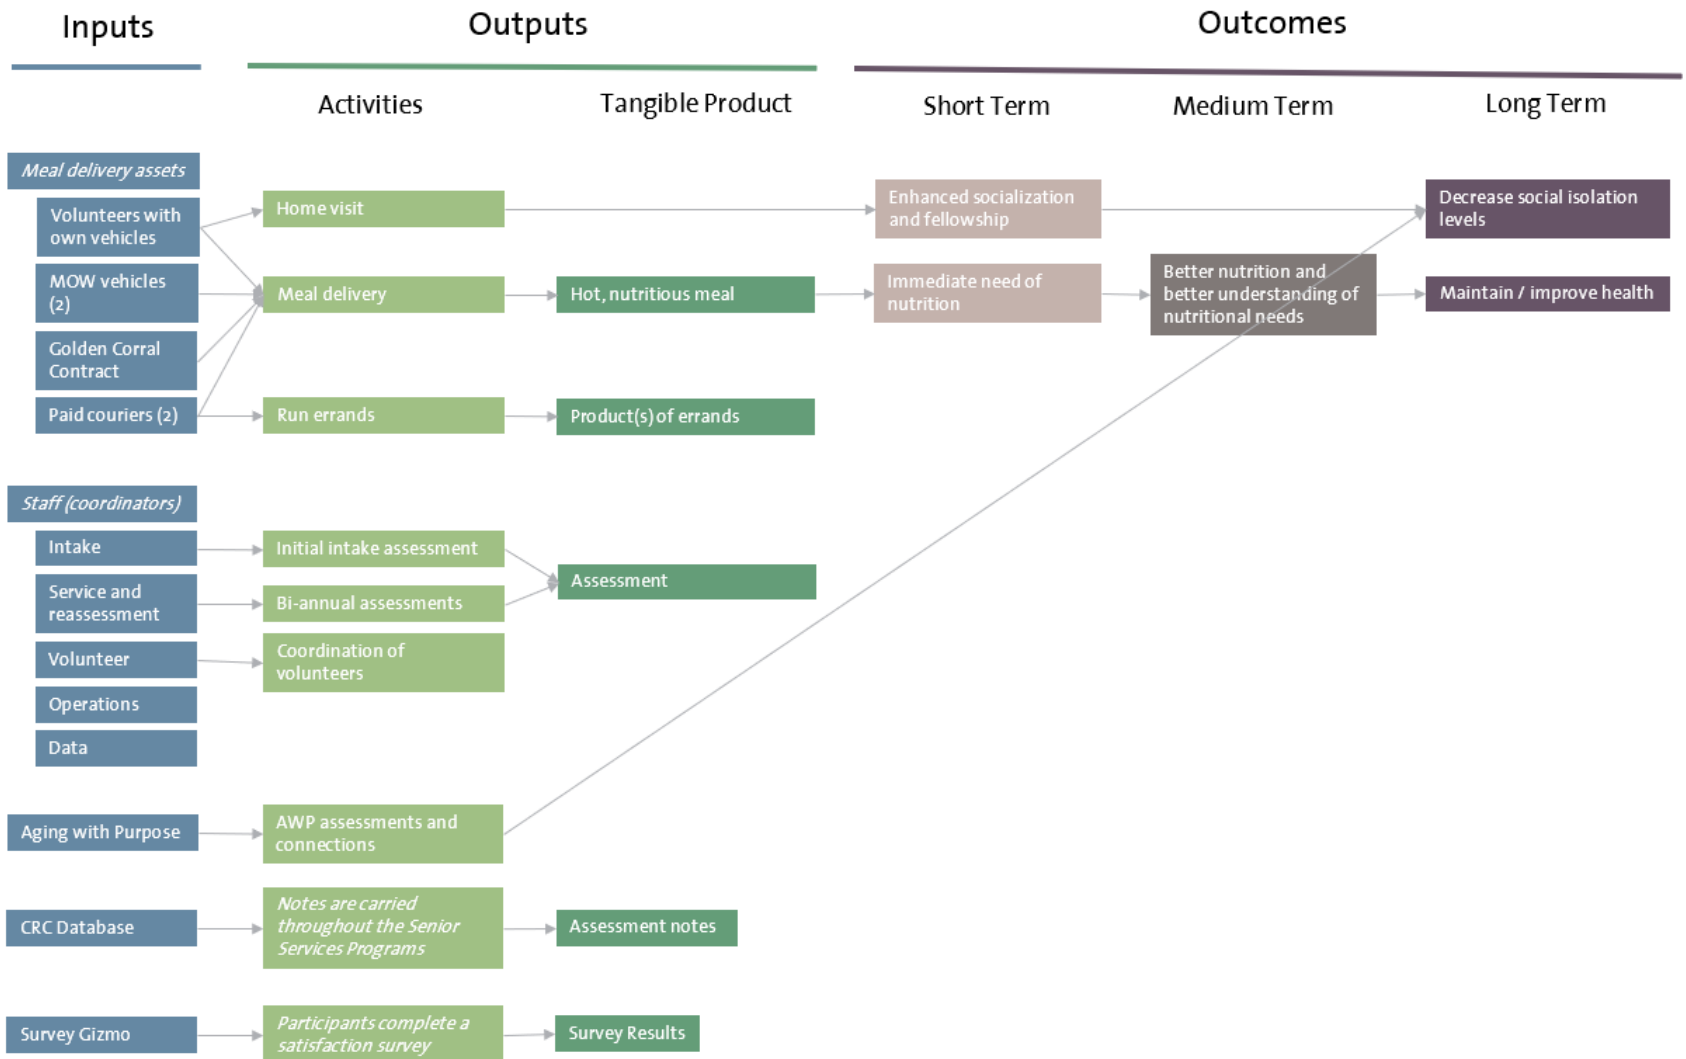 Inputs
Outputs
Outcomes
Activities
Tangible Product
Short Term
Medium Term
Long Term
Meal delivery assets
Volunteers with
own vehicles
Home visit
Enhanced socialization
and fellowship
Decrease social isolation
levels
MOW vehicles
(2)
Meal delivery
Hot, nutritious meal
Immediate need of
nutrition
Better nutrition and
better understanding of
nutritional needs
Maintain / improve health
Golden Corral
Contract
Paid couriers (2)
Run errands
Product(s) of errands
Staff (coordinators)
Intake
Initial intake assessment
Assessment
Service and
reassessment
Bi-annual assessments
Volunteer
Coordination of
volunteers
Operations
Data
Aging with Purpose
AWP assessments and
connections
CRC Database
Notes are carried
throughout the Senior
Services Programs
Assessment notes
Survey Gizmo
Participants complete a
satisfaction survey
Survey Results